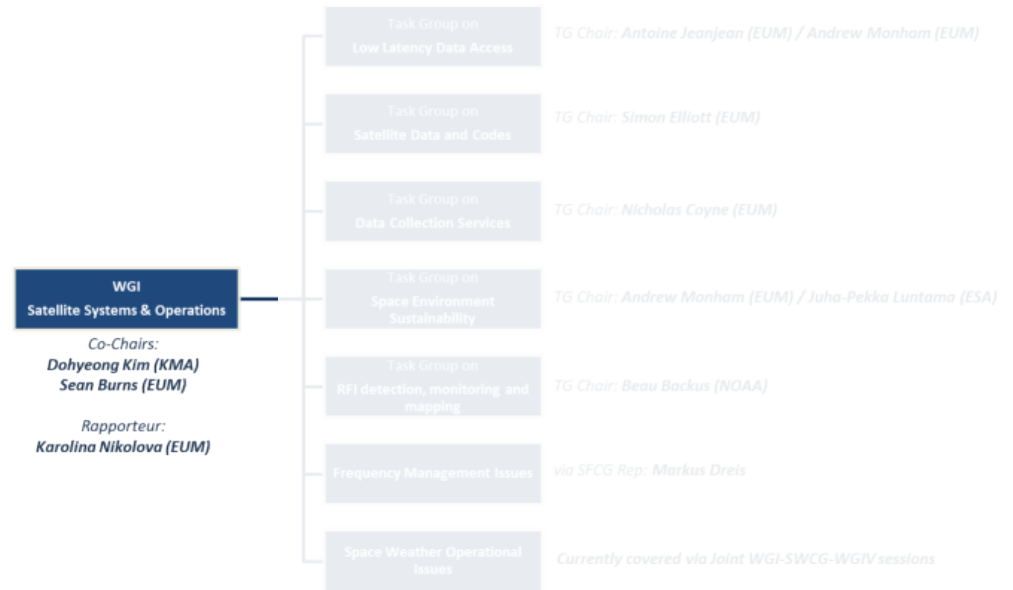 Task Group on
Low Latency Data Access
TG Chair: Antoine Jeanjean (EUM) / Andrew Monham (EUM)
Task Group on
Satellite Data and Codes
TG Chair: Simon Elliott (EUM)
Task Group on
Data Collection Services
TG Chair: Nicholas Coyne (EUM)
WGI
Satellite Systems & Operations
Co-Chairs:
Dohyeong Kim (KMA)
Sean Burns (EUM)
Rapporteur:
Karolina Nikolova (EUM)
Task Group on
Space Environment
Sustainability
TG Chair: Andrew Monham (EUM) / Juha-Pekka Luntama (ESA)
Task Group on
RFI detection, monitoring and
mapping
TG Chair: Beau Backus (NOAA)
Frequency Management Issues
via SFCG Rep: Markus Dreis
Space Weather Operational
Issues
Currently covered via Joint WGI-SWCG-WGIV sessions